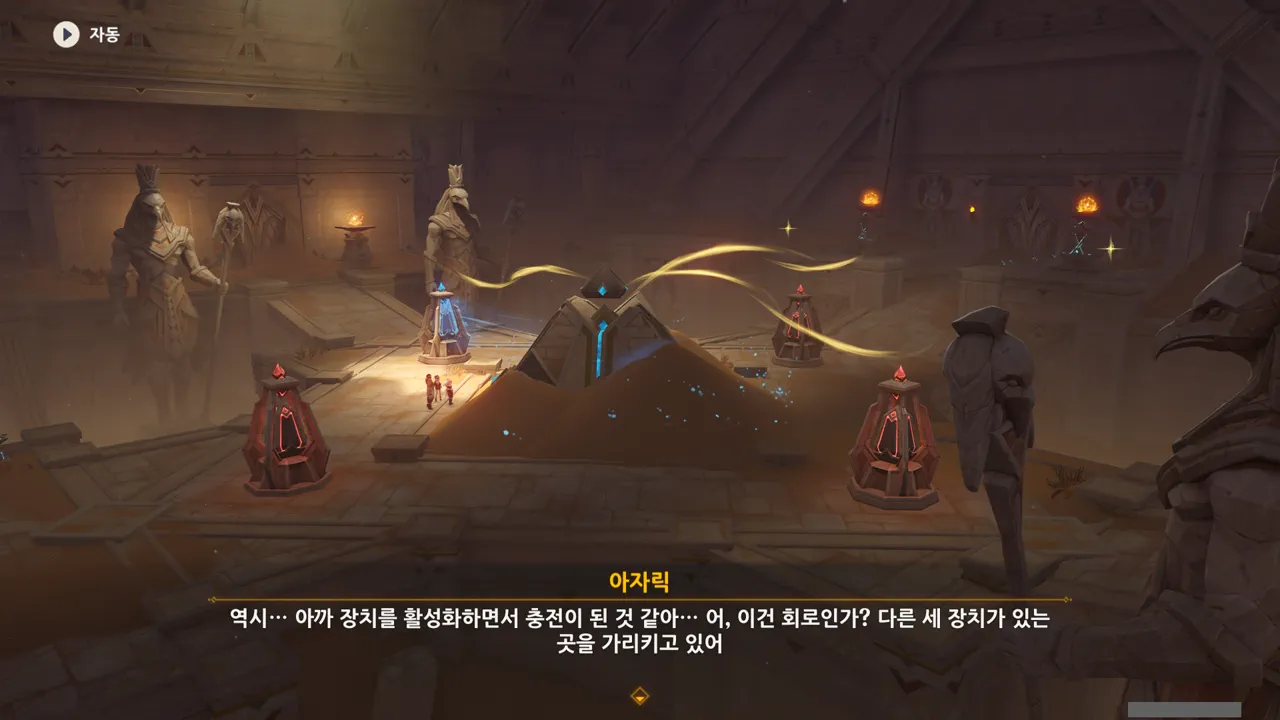 자동
아자릭
역시… 아까 장치를 활성화하면서 충전이 된 것 같아… 어, 이건 회로인가? 다른 세 장치가 있는
곳을 가리키고 있어